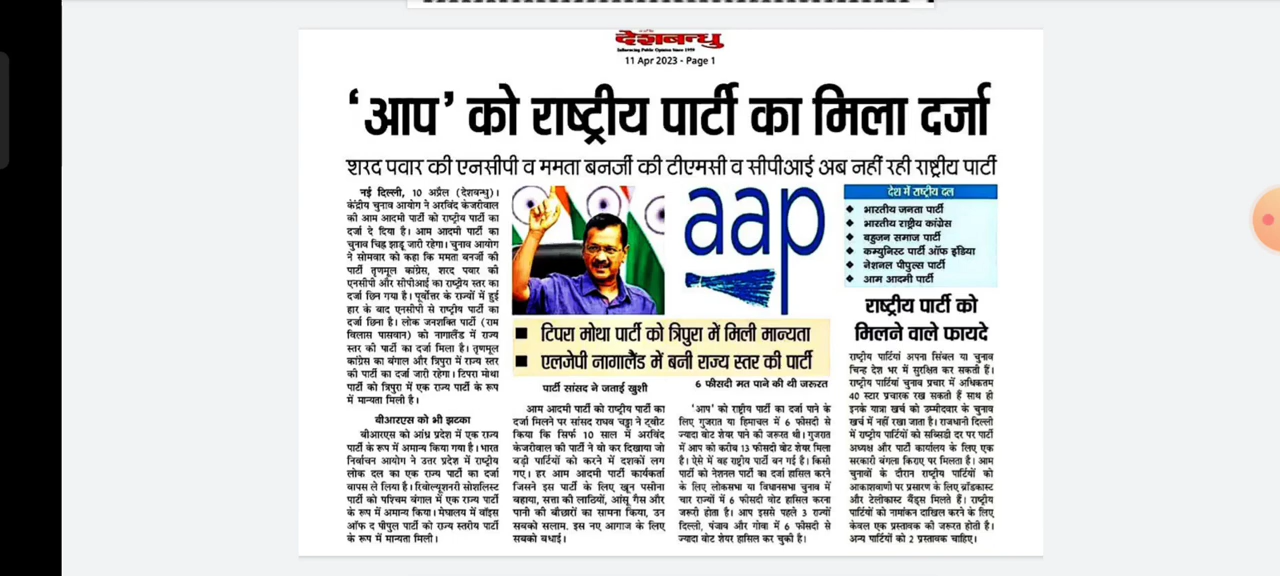 देशबन्धु
Influencing Public Opinion Since 1959
11 Apr 2023 - Page 1
‘आप’ को राष्ट्रीय पार्टी का मिला दर्जा
शरद पवार की एनसीपी व ममता बनर्जी की टीएमसी व सीपीआई अब नहीं रही राष्ट्रीय पार्टी
नई दिल्ली, 10 अप्रैल (देशबन्धु)।
केंद्रीय चुनाव आयोग ने अरविंद केजरीवाल
की आम आदमी पार्टी को राष्ट्रीय पार्टी का
दर्जा दे दिया है। आम आदमी पार्टी का
चुनाव चिह्न झाडू जारी रहेगा। चुनाव आयोग
ने सोमवार को कहा कि ममता बनर्जी की
पार्टी तृणमूल कांग्रेस, शरद पवार की
एनसीपी और सीपीआई का राष्ट्रीय स्तर का
दर्जा छिन गया है। पूर्वोत्तर के राज्यों में हुई
हार के बाद एनसीपी से राष्ट्रीय पार्टी का
दर्जा छिना है। लोक जनशक्ति पार्टी (राम
विलास पासवान) को नागालैंड में राज्य
स्तर की पार्टी का दर्जा मिला है। तृणमूल
कांग्रेस का बंगाल और त्रिपुरा में राज्य स्तर
की पार्टी का दर्जा जारी रहेगा। टिपरा मोथा
पार्टी को त्रिपुरा में एक राज्य पार्टी के रूप
में मान्यता मिली है।
बीआरएस को भी झटका
बीआरएस को आंध्र प्रदेश में एक राज्य
पार्टी के रूप में अमान्य किया गया है। भारत
निर्वाचन आयोग ने उतर प्रदेश में राष्ट्रीय
लोक दल का एक राज्य पार्टी का दर्जा
वापस ले लिया है। रिवोल्यूशनरी सोशलिस्ट
पार्टी को पश्चिम बंगाल में एक राज्य पार्टी
के रूप में अमान्य किया। मेघालय में वॉइस
ऑफ द पीपुल पार्टी को राज्य स्तरीय पार्टी
के रूप में मान्यता मिली।
aap
■ टिपरा मोथा पार्टी को त्रिपुरा में मिली मान्यता
■ एलजेपी नागालैंड में बनी राज्य स्तर की पार्टी
पार्टी सांसद ने जताई खुशी
आम आदमी पार्टी को राष्ट्रीय पार्टी का
दर्जा मिलने पर सांसद राघव चड्ढा ने ट्वीट
किया कि सिर्फ 10 साल में अरविंद
केजरीवाल की पार्टी ने वो कर दिखाया जो
बड़ी पार्टियों को करने में दशकों लग
गए। हर आम आदमी पार्टी कार्यकर्ता
जिसने इस पार्टी के लिए खून पसीना
बहाया, सत्ता की लाठियों, आंसू गैस और
पानी की बौछारों का सामना किया, उन
सबको सलाम. इस नए आगाज के लिए
सबको बधाई।
6 फीसदी मत पाने की थी जरूरत
‘आप’ को राष्ट्रीय पार्टी का दर्जा पाने के
लिए गुजरात या हिमाचल में 6 फीसदी से
ज्यादा वोट शेयर पाने की जरूरत थी। गुजरात
में आप को करीब 13 फीसदी वोट शेयर मिला
है। ऐसे में वह राष्ट्रीय पार्टी बन गई है। किसी
पार्टी को नेशनल पार्टी का दर्जा हासिल करने
के लिए लोकसभा या विधानसभा चुनाव में
चार राज्यों में 6 फीसदी वोट हासिल करना
जरूरी होता है। आप इससे पहले 3 राज्यों
दिल्ली, पंजाब और गोवा में 6 फीसदी से
ज्यादा वोट शेयर हासिल कर चुकी है।
देश में राष्ट्रीय दल
❖ भारतीय जनता पार्टी
❖ भारतीय राष्ट्रीय कांग्रेस
❖ बहुजन समाज पार्टी
❖ कम्युनिस्ट पार्टी ऑफ इंडिया
❖ नेशनल पीपुल्स पार्टी
❖ आम आदमी पार्टी
राष्ट्रीय पार्टी को
मिलने वाले फायदे
राष्ट्रीय पार्टियां अपना सिंबल या चुनाव
चिन्ह देश भर में सुरक्षित कर सकती हैं।
राष्ट्रीय पार्टियां चुनाव प्रचार में अधिकतम
40 स्टार प्रचारक रख सकती हैं साथ ही
इनके यात्रा खर्च को उम्मीदवार के चुनाव
खर्च में नहीं रखा जाता है। राजधानी दिल्ली
में राष्ट्रीय पार्टियों को सब्सिडी दर पर पार्टी
अध्यक्ष और पार्टी कार्यालय के लिए एक
सरकारी बंगला किराए पर मिलता है। आम
चुनावों के दौरान राष्ट्रीय पार्टियों को
आकाशवाणी पर प्रसारण के लिए ब्रॉडकास्ट
और टेलीकास्ट बैंड्स मिलते हैं। राष्ट्रीय
पार्टियों को नामांकन दाखिल करने के लिए
केवल एक प्रस्तावक की जरूरत होती है।
अन्य पार्टियों को 2 प्रस्तावक चाहिए।